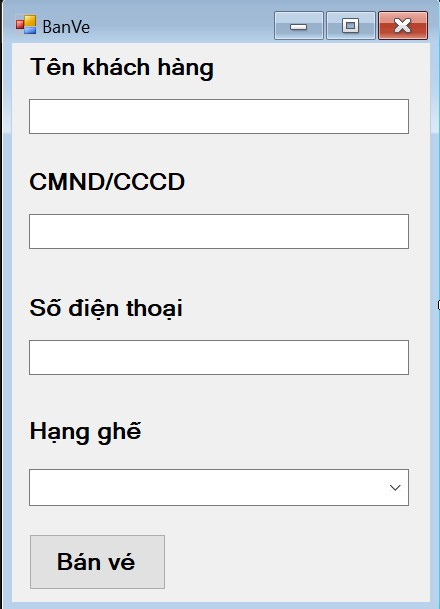 BanVe
Tên khách hàng
CMND/CCCD
Số điện thoại
Hạng ghế
Bán vé